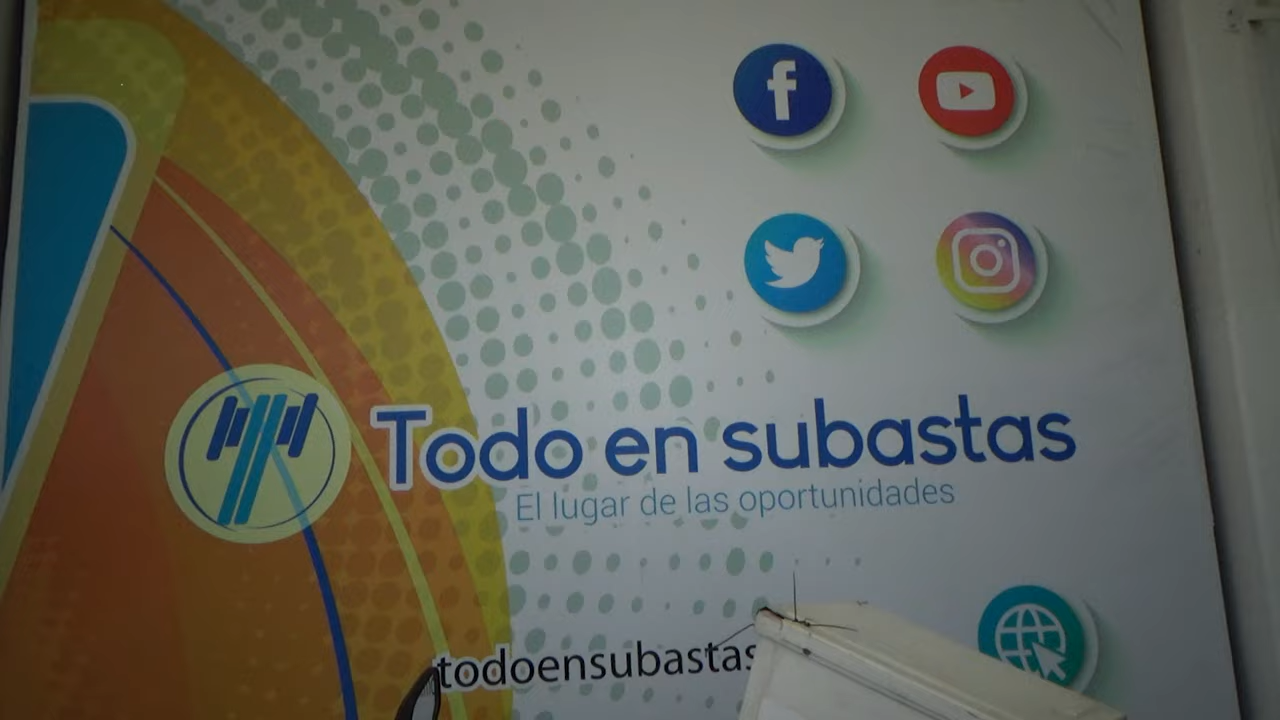 Todo en subastas
El lugar de las oportunidades
todoensubastas